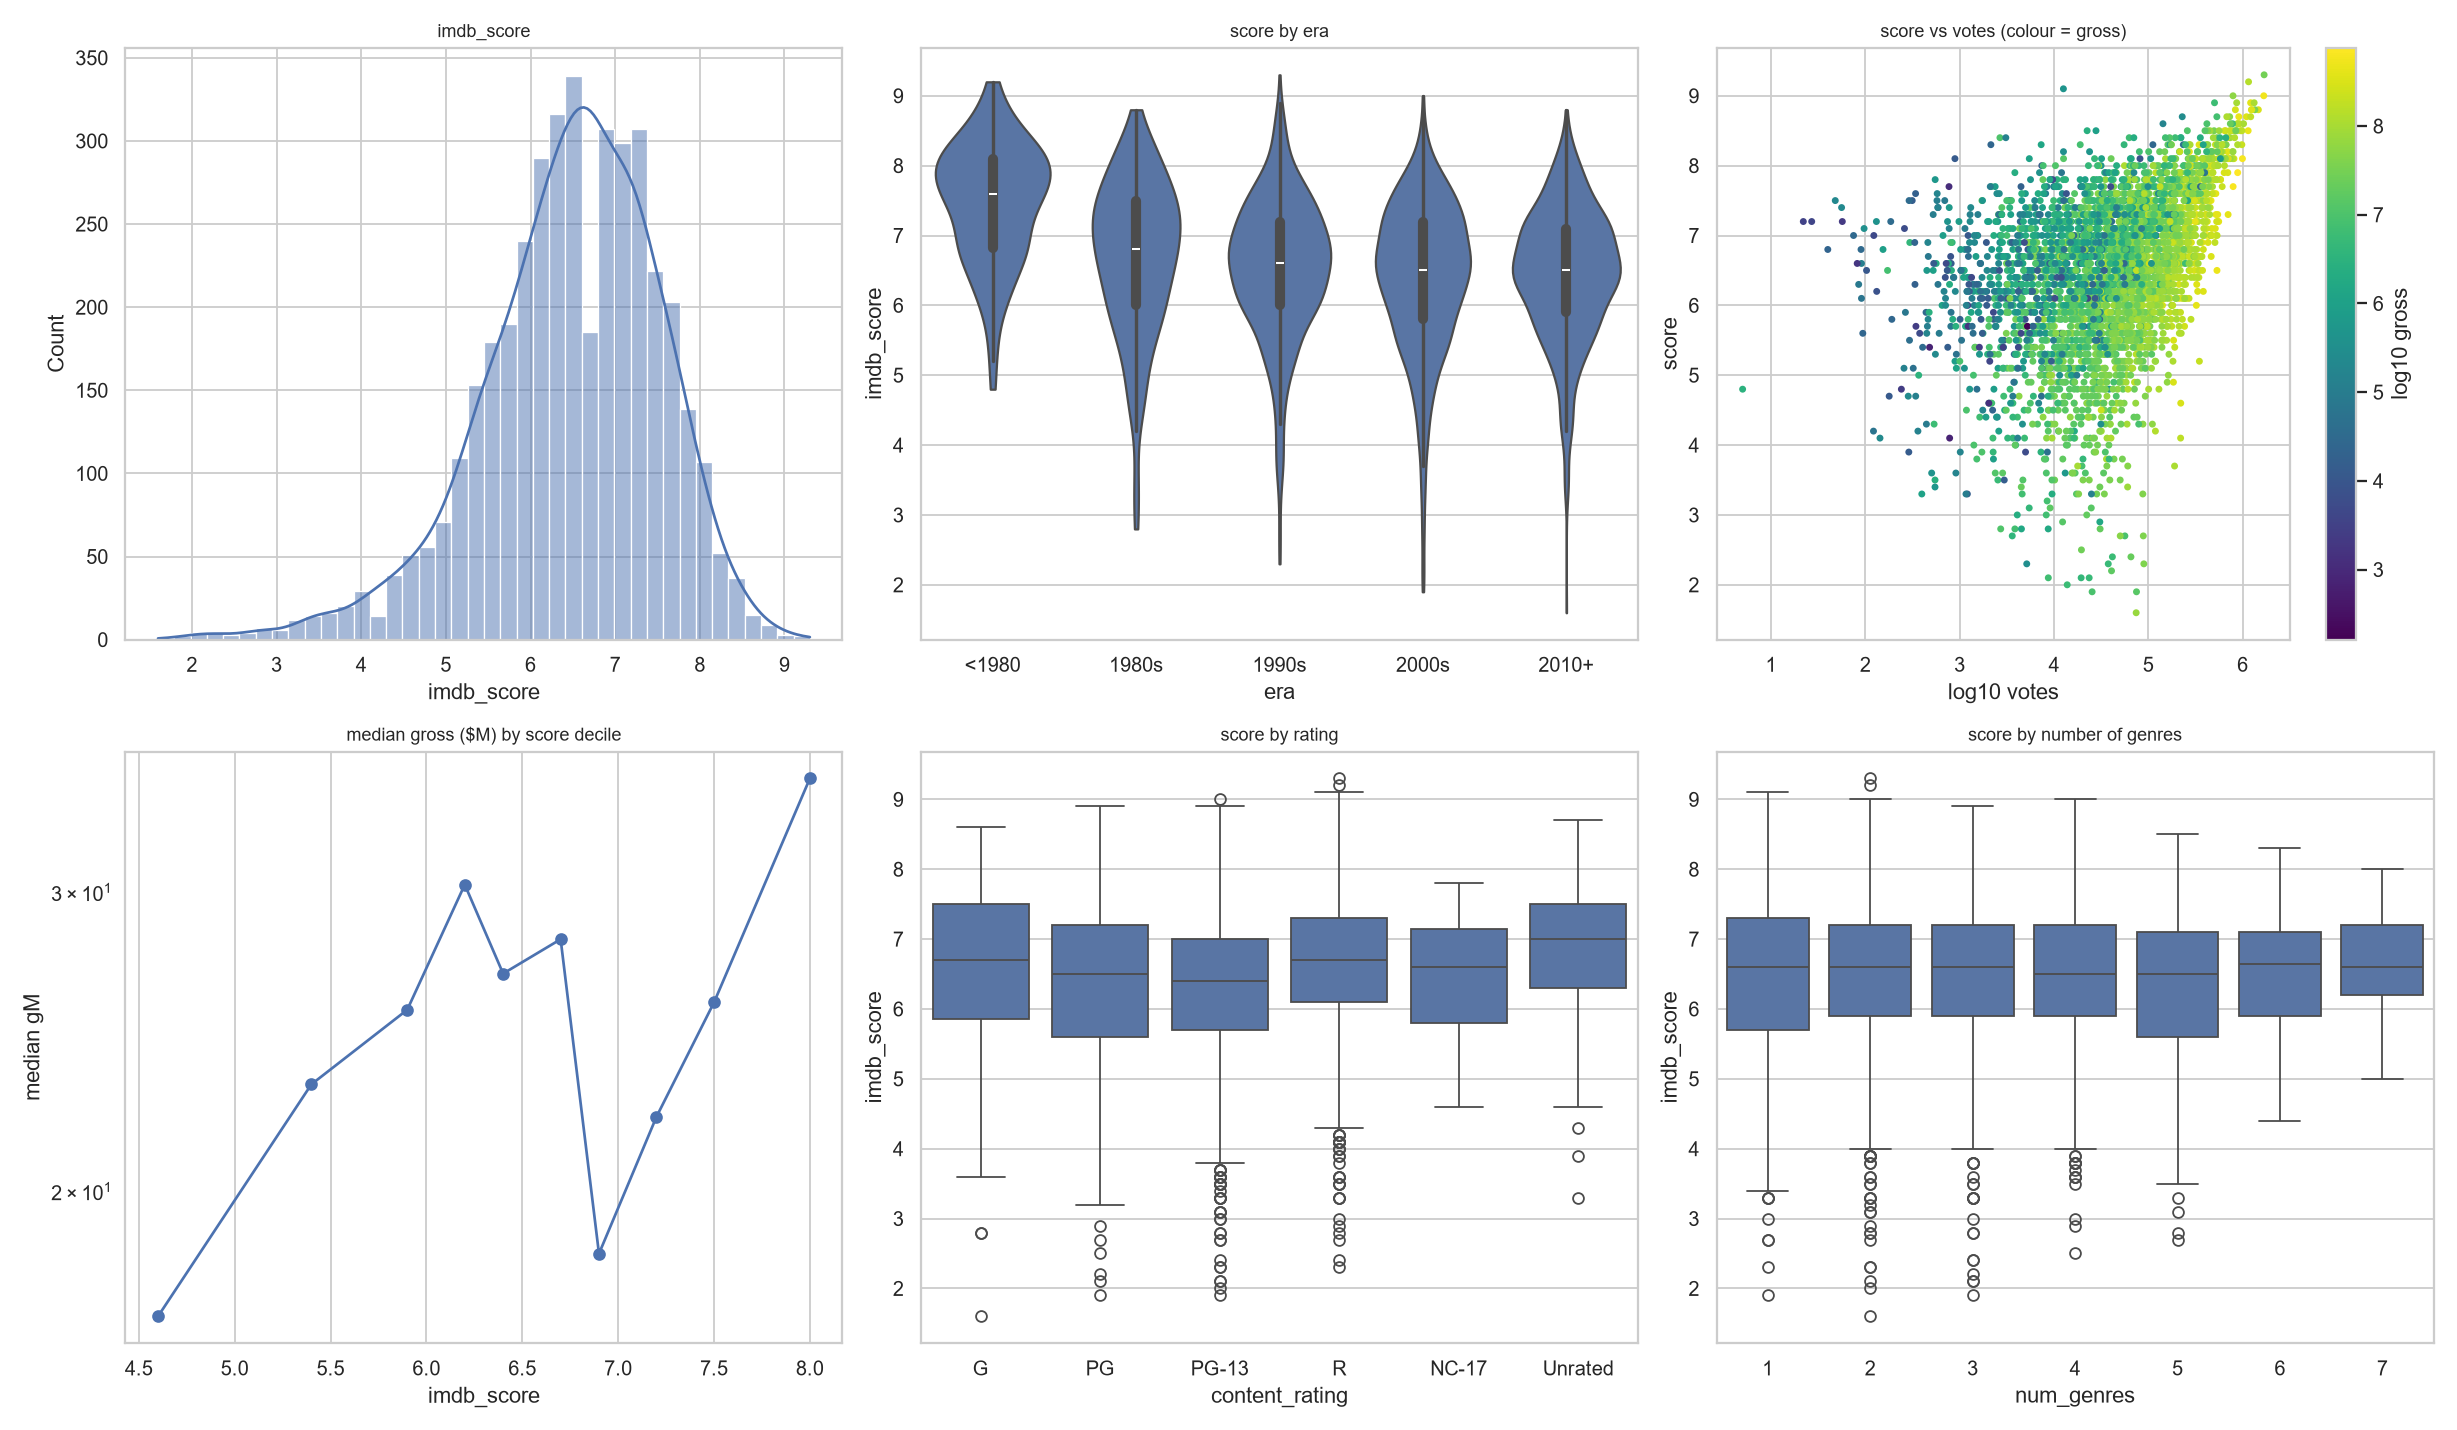 imdb_score
350
300
250
200
150
100
50
0
Count
2 3 4 5 6 7 8 9
imdb_score
score by era
9
8
7
6
5
4
3
2
imdb_score
<1980 1980s 1990s 2000s 2010+
era
score vs votes (colour = gross)
9
8
7
6
5
4
3
2
score
1 2 3 4 5 6
log10 votes
8
7
6
5
4
3
log10 gross
median gross ($M) by score decile
3 × 10¹
2 × 10¹
median gM
4.5 5.0 5.5 6.0 6.5 7.0 7.5 8.0
imdb_score
score by rating
9
8
7
6
5
4
3
2
imdb_score
G PG PG-13 R NC-17 Unrated
content_rating
score by number of genres
9
8
7
6
5
4
3
2
imdb_score
1 2 3 4 5 6 7
num_genres